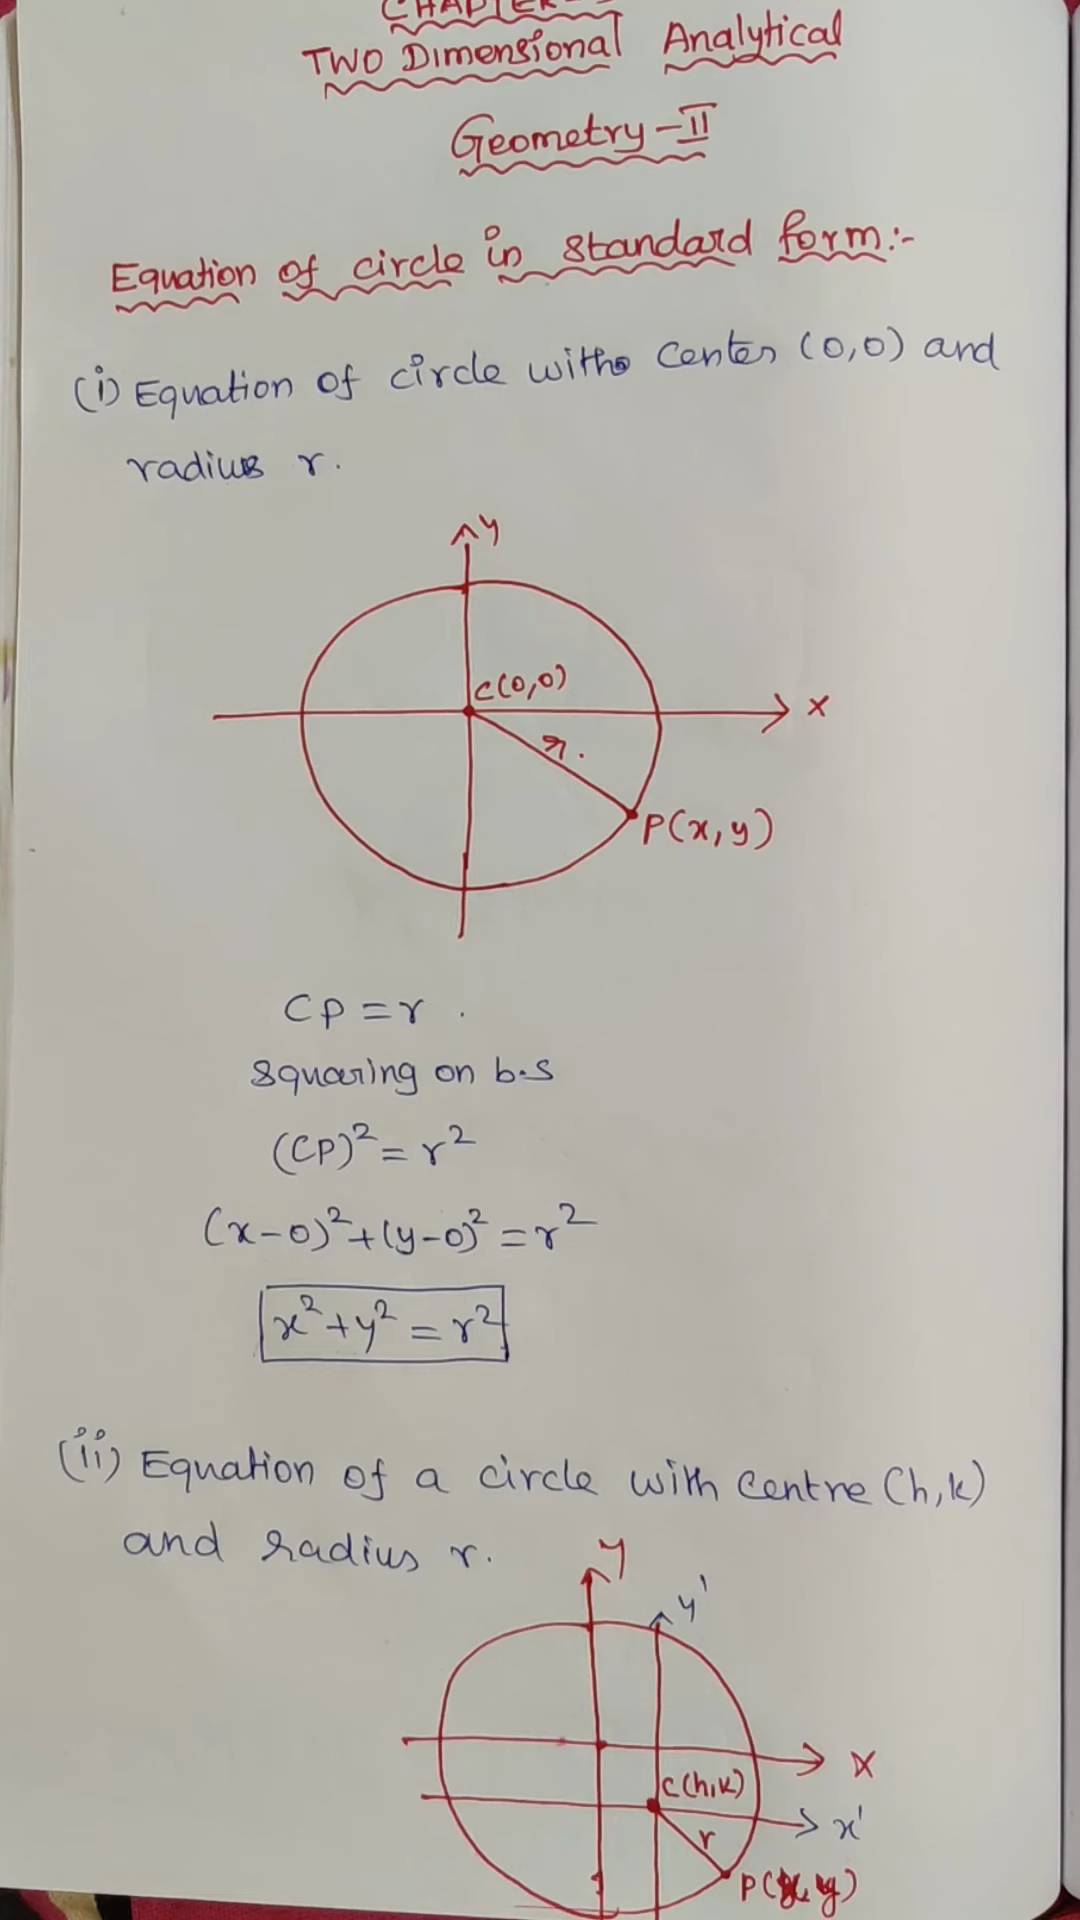 CHAPTER
TWO Dimensional Analytical
Geometry - II
Equation of circle in standard form:-
(i) Equation of circle with center (0,0) and
radius r.
y
C(0,0)
x
r.
P(x,y)
CP = r .
Squaring on b.s
(CP)² = r²
(x-0)²+(y-0)² = r²
x²+y² = r²
(ii) Equation of a circle with centre (h,k)
and radius r.
y
y'
x
C(h,k)
x'
r
P(x,y)